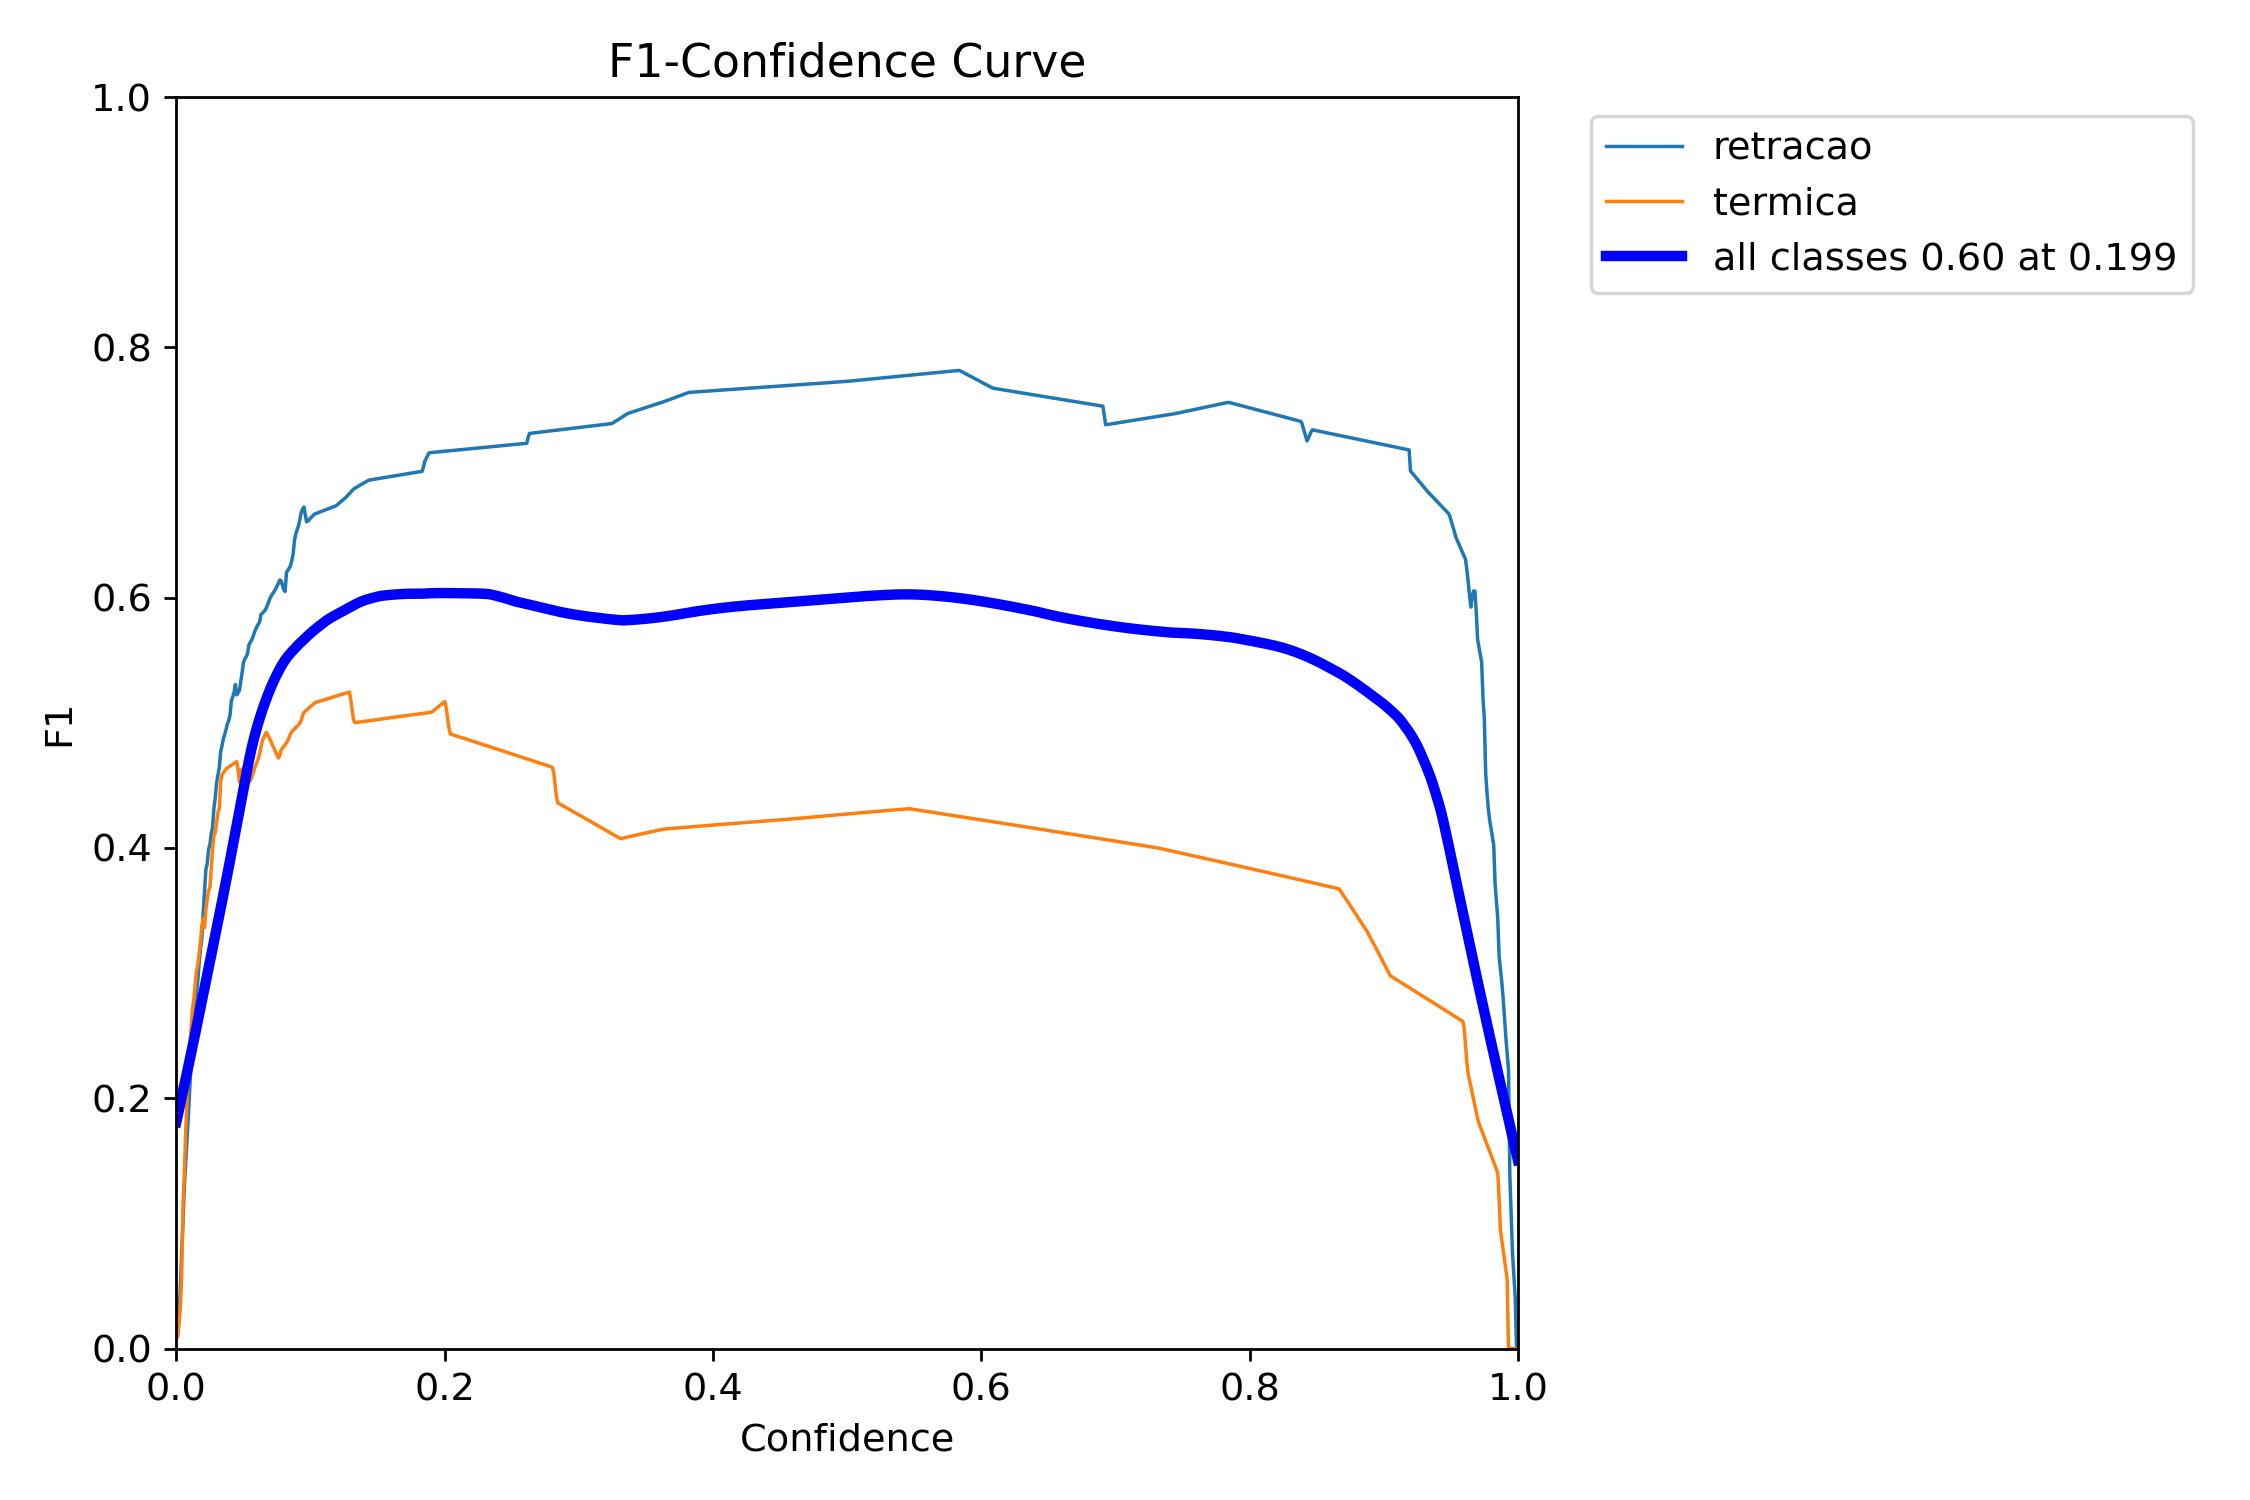 F1-Confidence Curve
1.0
0.8
0.6
0.4
0.2
0.0
F1
0.0 0.2 0.4 0.6 0.8 1.0
Confidence
retracao
termica
all classes 0.60 at 0.199